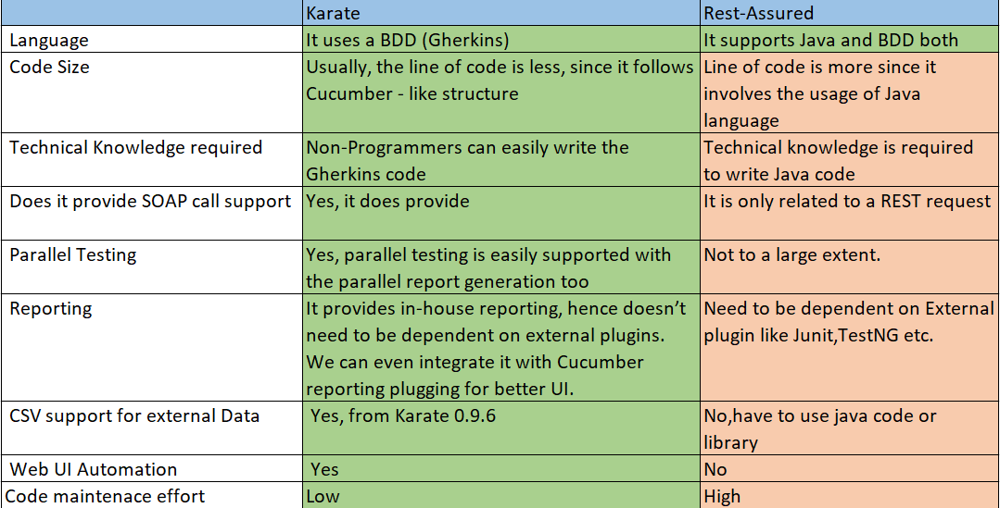 Karate Rest-Assured
Language It uses a BDD (Gherkins) It supports Java and BDD both
Code Size Usually, the line of code is less, since it follows Line of code is more since it
Cucumber - like structure involves the usage of Java
language
Technical Knowledge required Non-Programmers can easily write the Technical knowledge is required
Gherkins code to write Java code
Does it provide SOAP call support Yes, it does provide It is only related to a REST request
Parallel Testing Yes, parallel testing is easily supported with Not to a large extent.
the parallel report generation too
Reporting It provides in-house reporting, hence doesn’t Need to be dependent on External
need to be dependent on external plugins. plugin like Junit,TestNG etc.
We can even integrate it with Cucumber
reporting plugging for better UI.
CSV support for external Data Yes, from Karate 0.9.6 No,have to use java code or
library
Web UI Automation Yes No
Code maintenace effort Low High